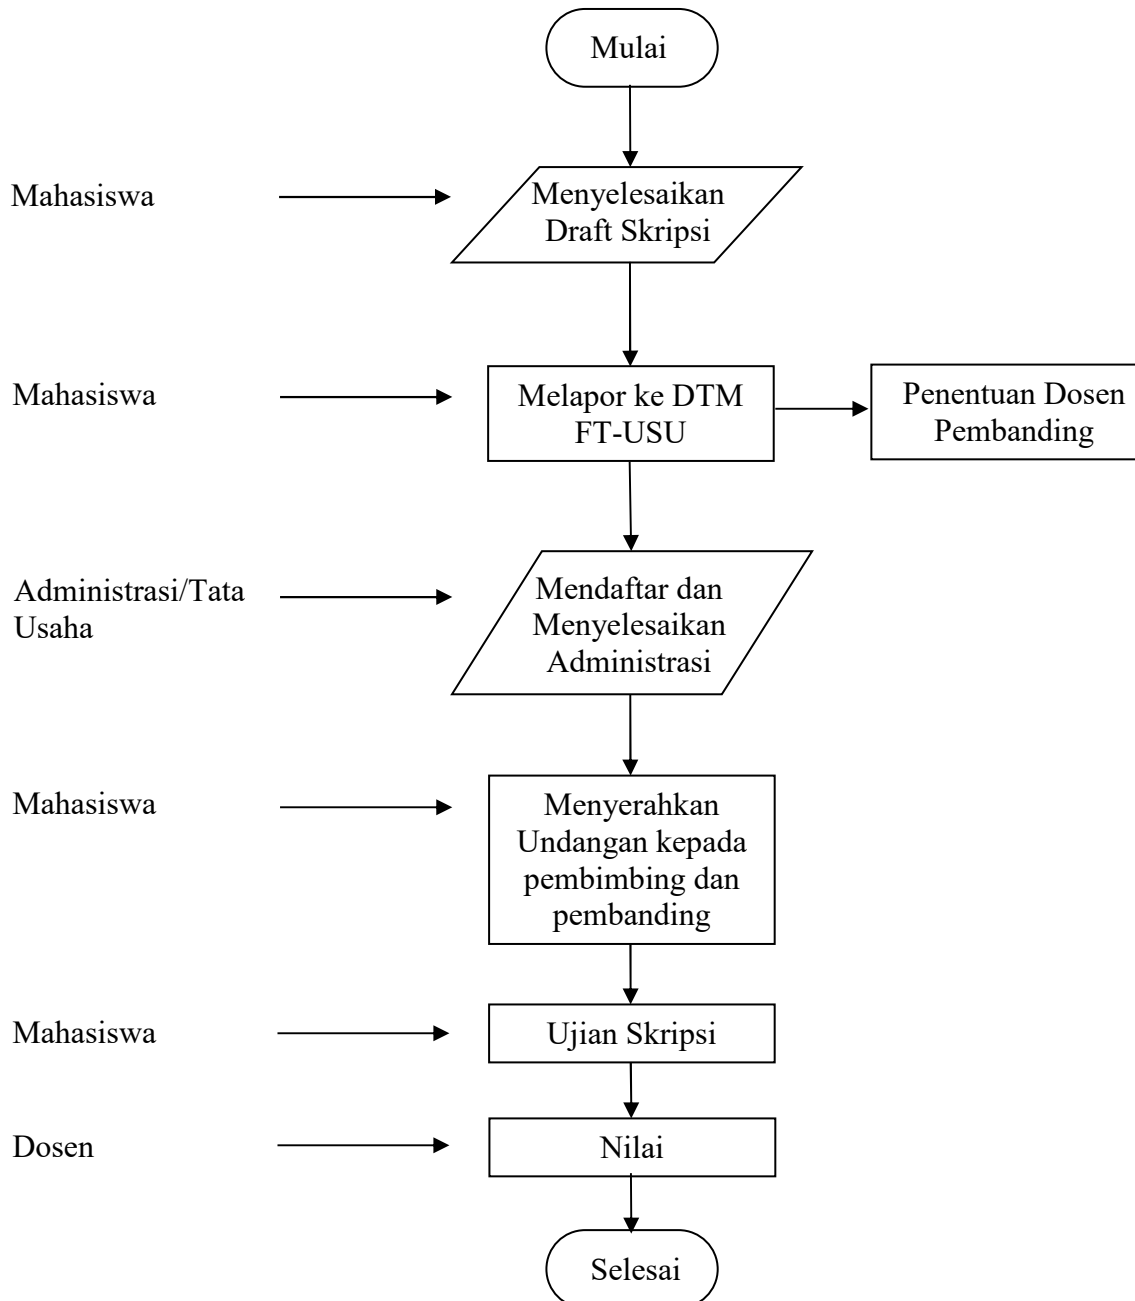 Mulai
Mahasiswa
Menyelesaikan
Draft Skripsi
Mahasiswa
Melapor ke DTM
FT-USU
Penentuan Dosen
Pembanding
Administrasi/Tata
Usaha
Mendaftar dan
Menyelesaikan
Administrasi
Mahasiswa
Menyerahkan
Undangan kepada
pembimbing dan
pembanding
Mahasiswa
Ujian Skripsi
Dosen
Nilai
Selesai